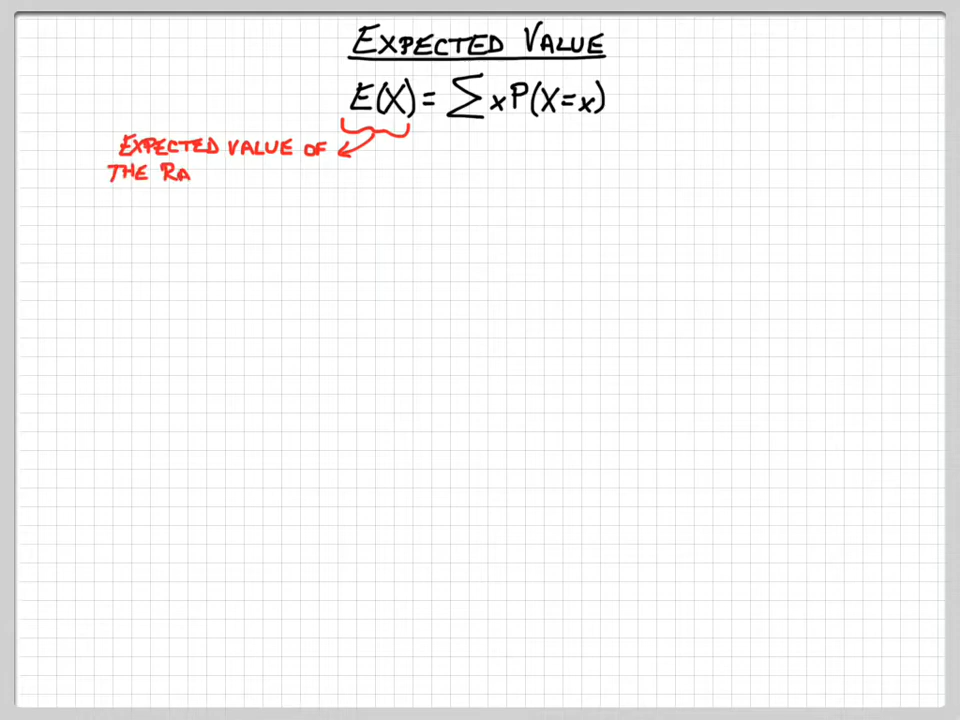 EXPECTED VALUE
E(X) = ∑ x P(X=x)
EXPECTED VALUE OF
THE RA